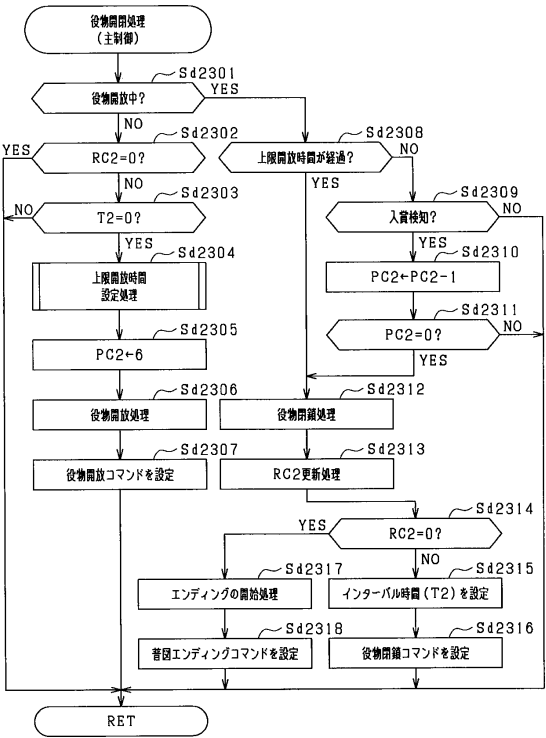 役物開閉処理
(主制御)
Sd2301
役物開放中?
YES
NO
Sd2302
YES
RC2=0?
NO
Sd2303
NO
T2=0?
YES
Sd2304
上限開放時間
設定処理
Sd2305
PC2←6
Sd2306
役物開放処理
Sd2307
役物開放コマンドを設定
Sd2308
上限開放時間が経過?
NO
YES
Sd2309
入賞検知?
NO
YES
Sd2310
PC2←PC2-1
Sd2311
PC2=0?
NO
YES
Sd2312
役物閉鎖処理
Sd2313
RC2更新処理
Sd2314
YES
RC2=0?
NO
Sd2317
エンディングの開始処理
Sd2315
インターバル時間(T2)を設定
Sd2318
普図エンディングコマンドを設定
Sd2316
役物閉鎖コマンドを設定
RET